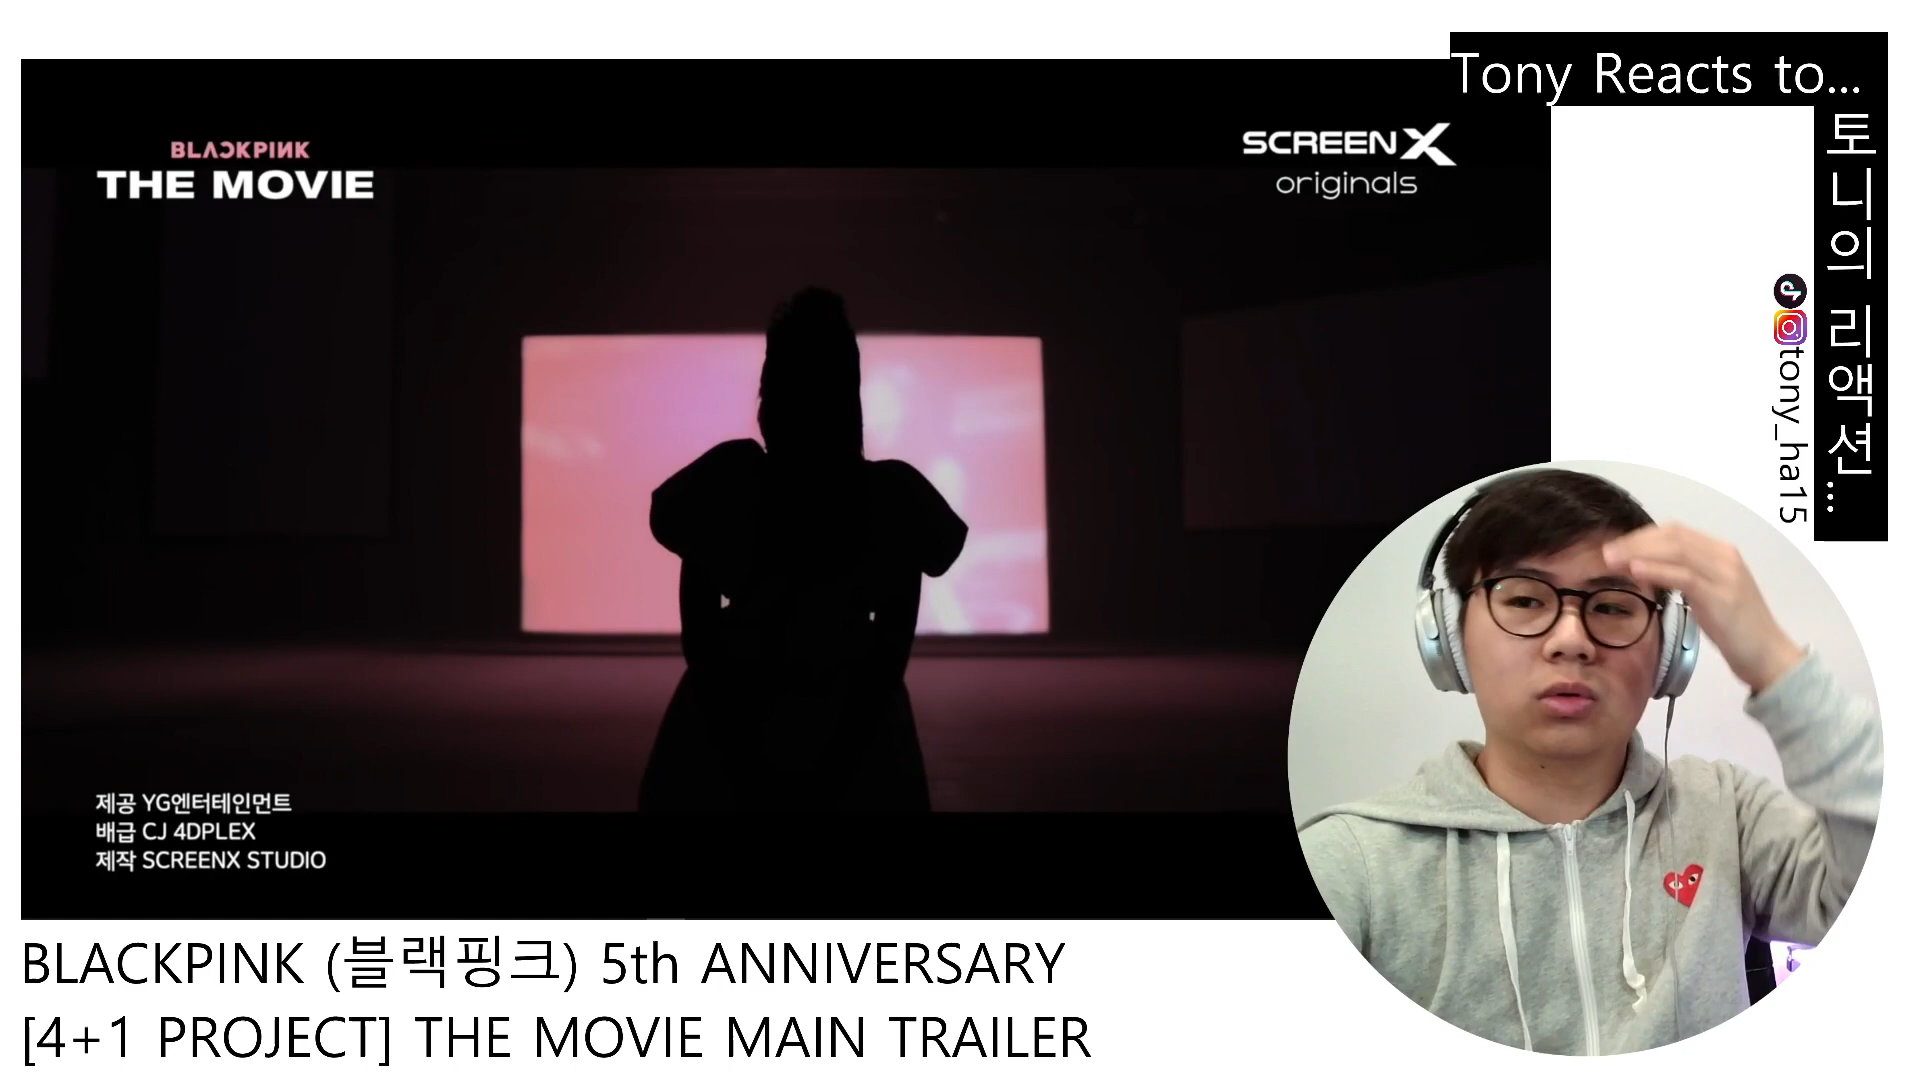 Tony Reacts to...
토니의 리액션...
tony_ha15
BLACKPINK
THE MOVIE
SCREENX
originals
제공 YG엔터테인먼트
배급 CJ 4DPLEX
제작 SCREENX STUDIO
BLACKPINK (블랙핑크) 5th ANNIVERSARY
[4+1 PROJECT] THE MOVIE MAIN TRAILER